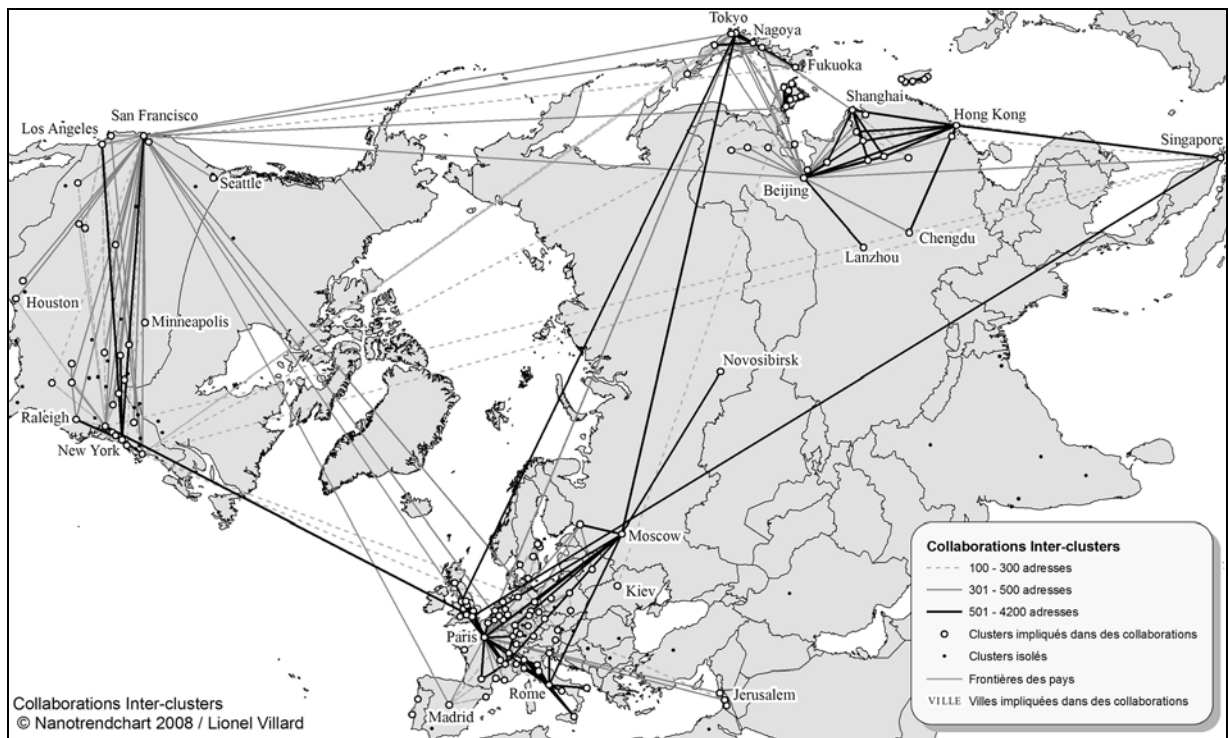 Tokyo
Nagoya
Fukuoka
San Francisco
Los Angeles
Shanghai
Hong Kong
Singapore
Seattle
Beijing
Chengdu
Lanzhou
Houston
Minneapolis
Novosibirsk
Raleigh
New York
Moscow
Kiev
Paris
Rome
Jerusalem
Madrid
Collaborations Inter-clusters
100 - 300 adresses
301 - 500 adresses
501 - 4200 adresses
Clusters impliqués dans des collaborations
Clusters isolés
Frontières des pays
VILLE Villes impliquées dans des collaborations
Collaborations Inter-clusters
© Nanotrendchart 2008 / Lionel Villard